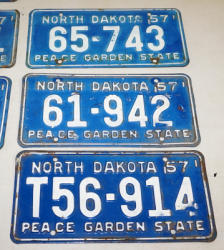 NORTH DAKOTA 57
65-743
PEACE GARDEN STATE
NORTH DAKOTA 57
61-942
PEACE GARDEN STATE
NORTH DAKOTA 57
T56-914
PEACE GARDEN STATE